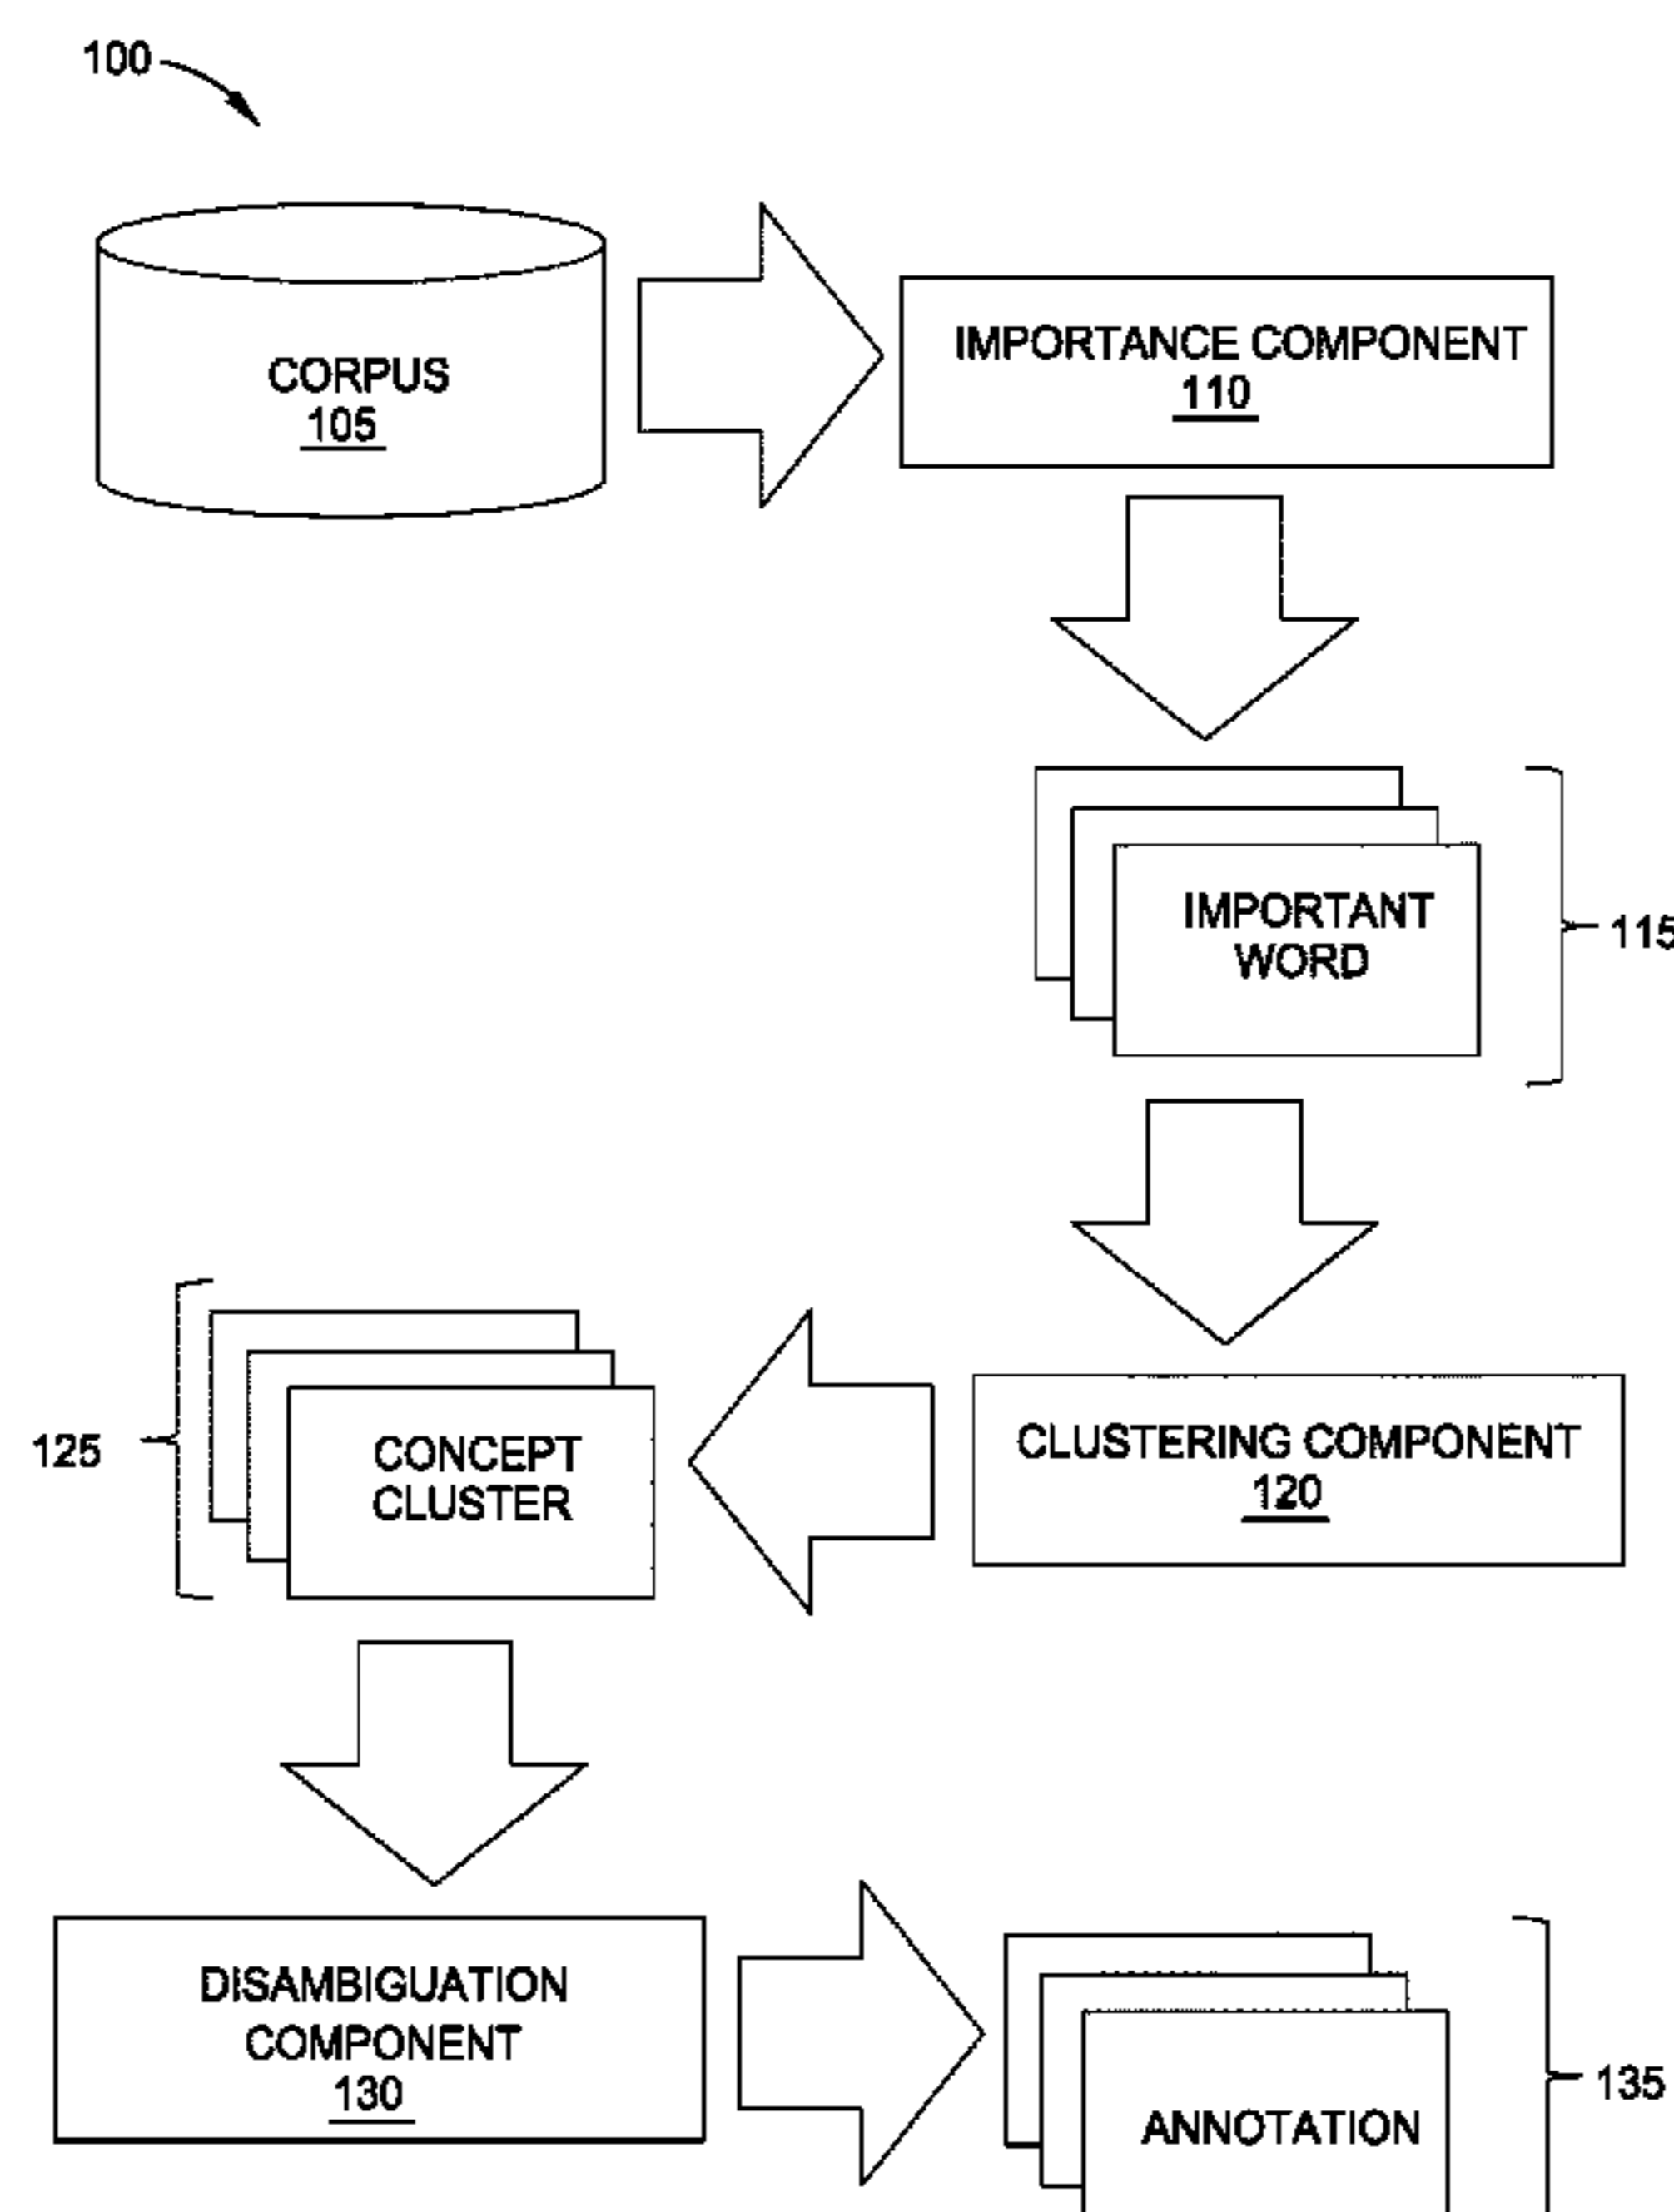 100
CORPUS
105
IMPORTANCE COMPONENT
110
IMPORTANT
WORD
115
CLUSTERING COMPONENT
120
CONCEPT
CLUSTER
125
DISAMBIGUATION
COMPONENT
130
ANNOTATION
135